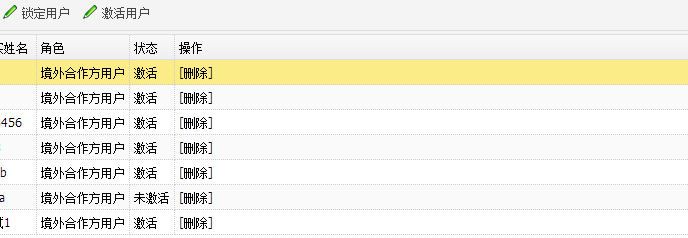 锁定用户 激活用户
姓名 角色 状态 操作
境外合作方用户 激活 [删除]
境外合作方用户 激活 [删除]
456 境外合作方用户 激活 [删除]
境外合作方用户 激活 [删除]
b 境外合作方用户 激活 [删除]
a 境外合作方用户 未激活 [删除]
1 境外合作方用户 激活 [删除]